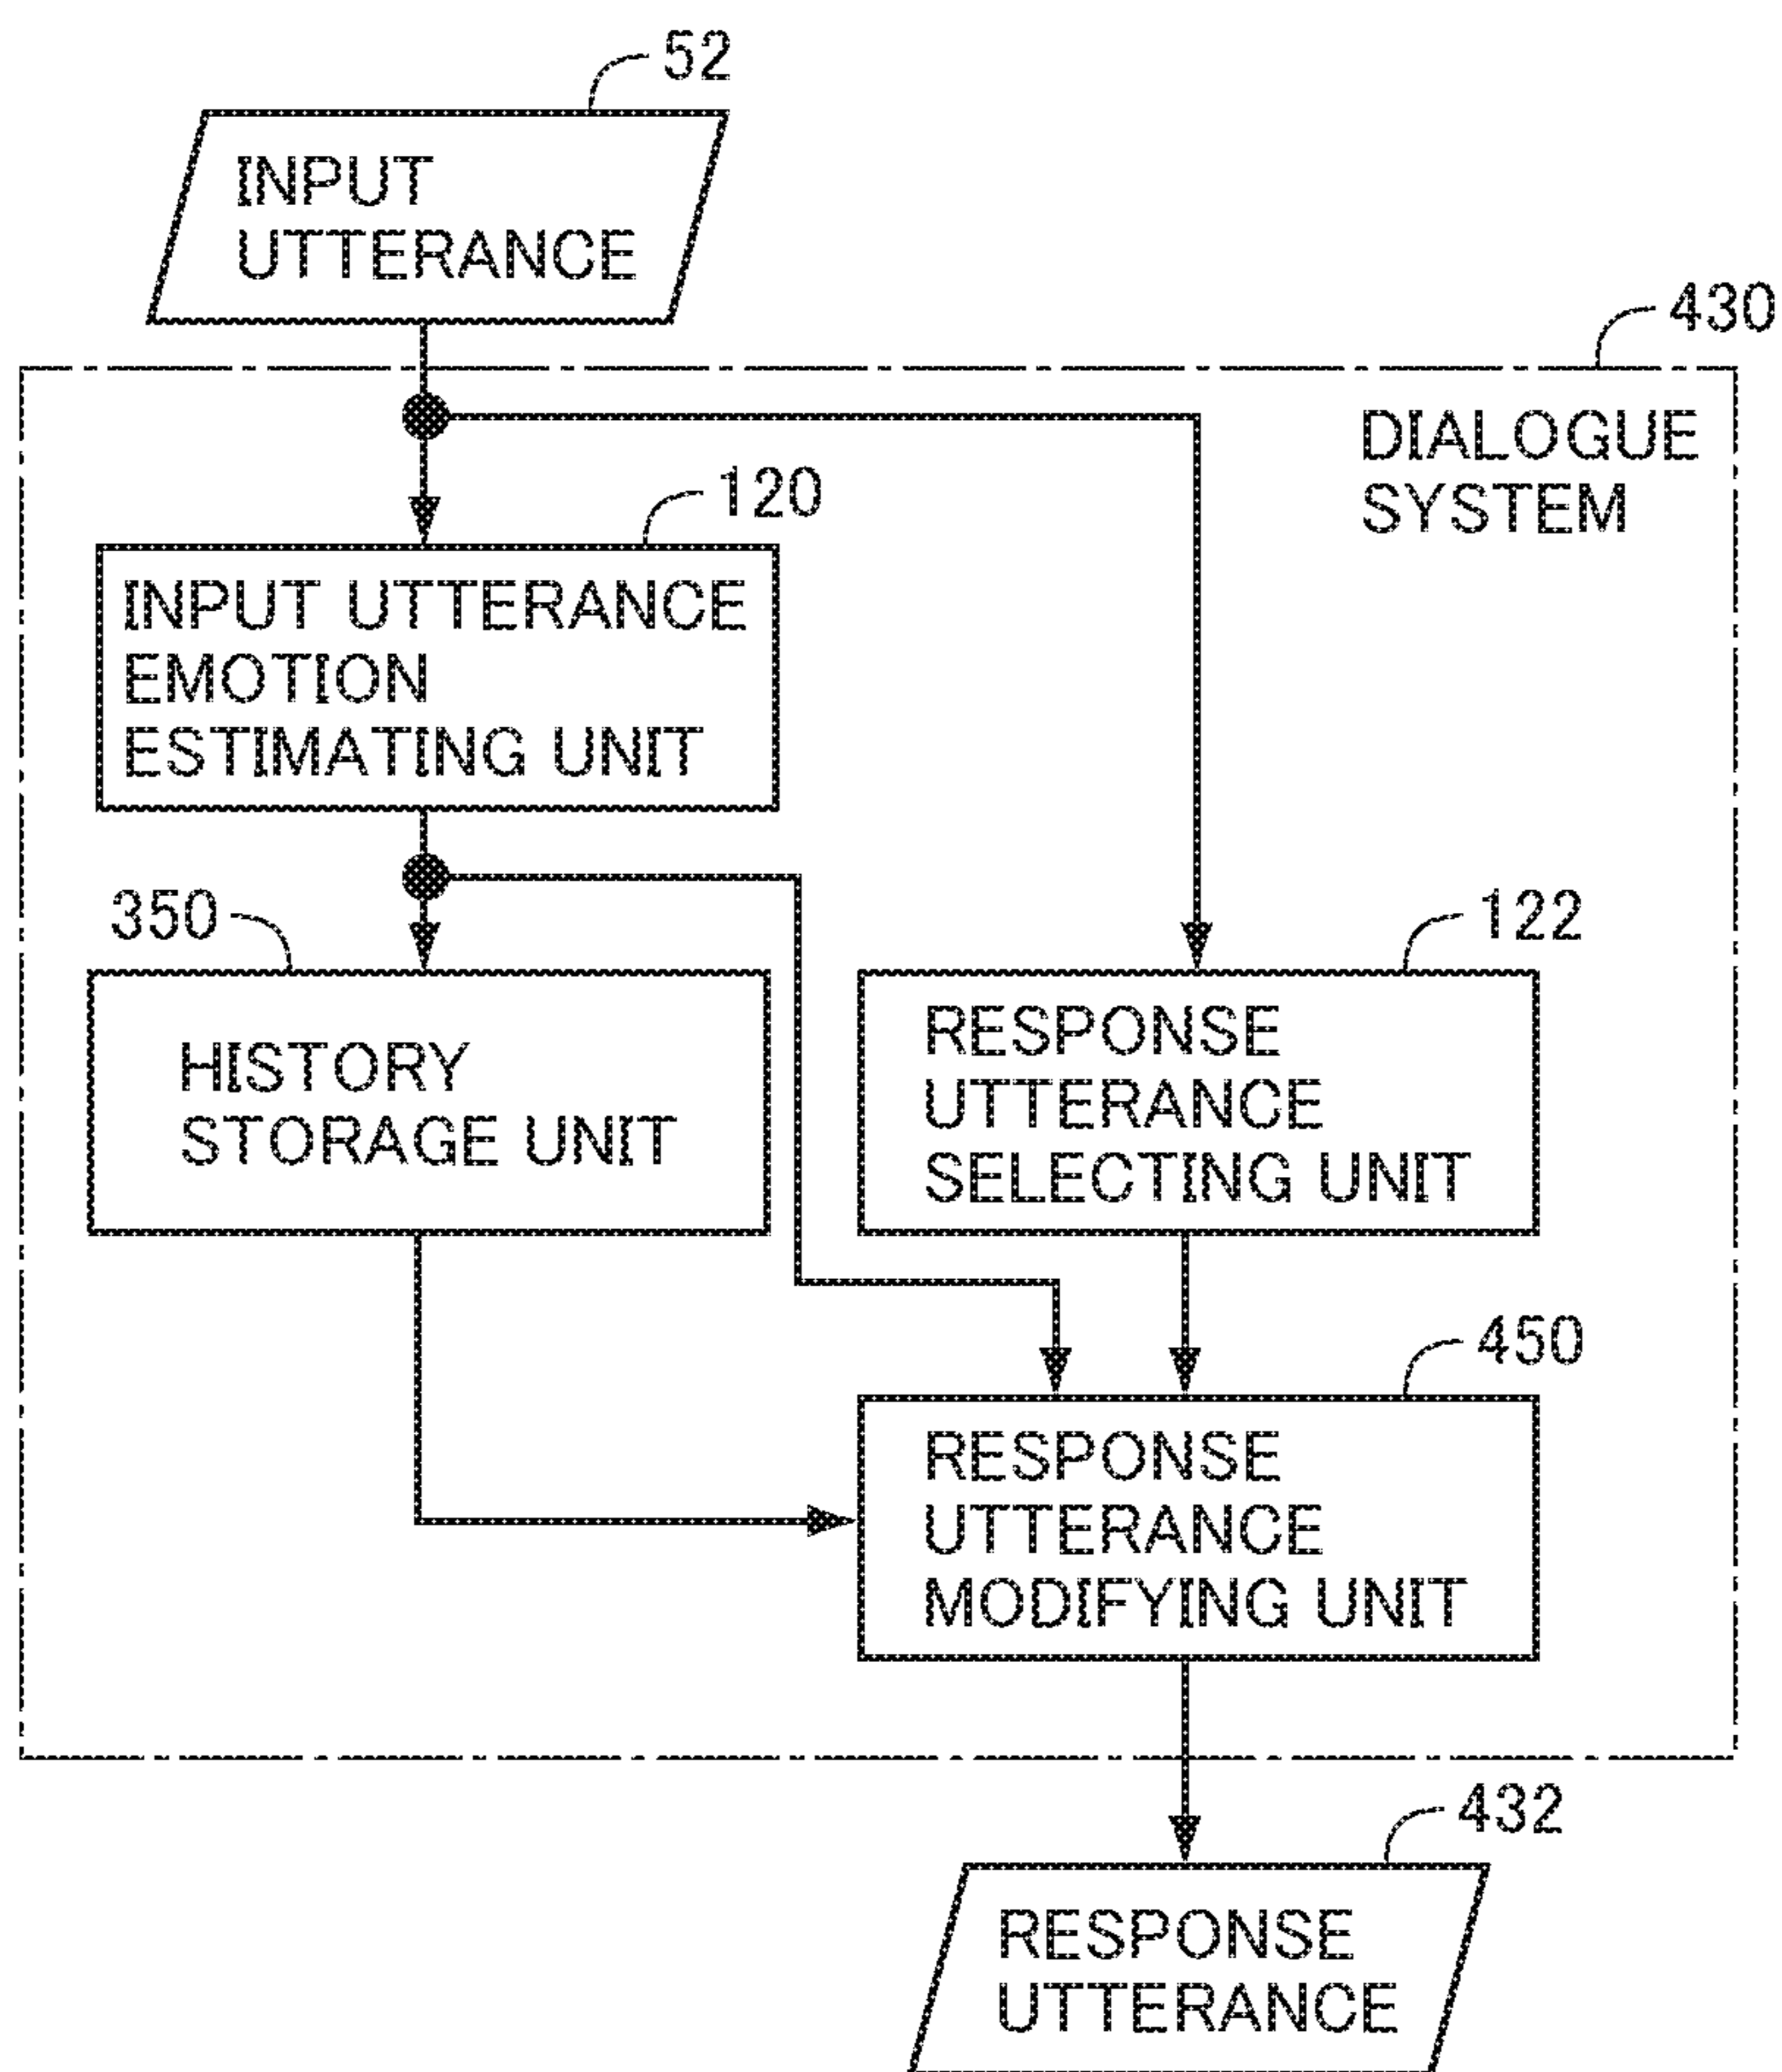 52
INPUT
UTTERANCE
430
DIALOGUE
SYSTEM
120
INPUT UTTERANCE
EMOTION
ESTIMATING UNIT
350
HISTORY
STORAGE UNIT
122
RESPONSE
UTTERANCE
SELECTING UNIT
450
RESPONSE
UTTERANCE
MODIFYING UNIT
432
RESPONSE
UTTERANCE